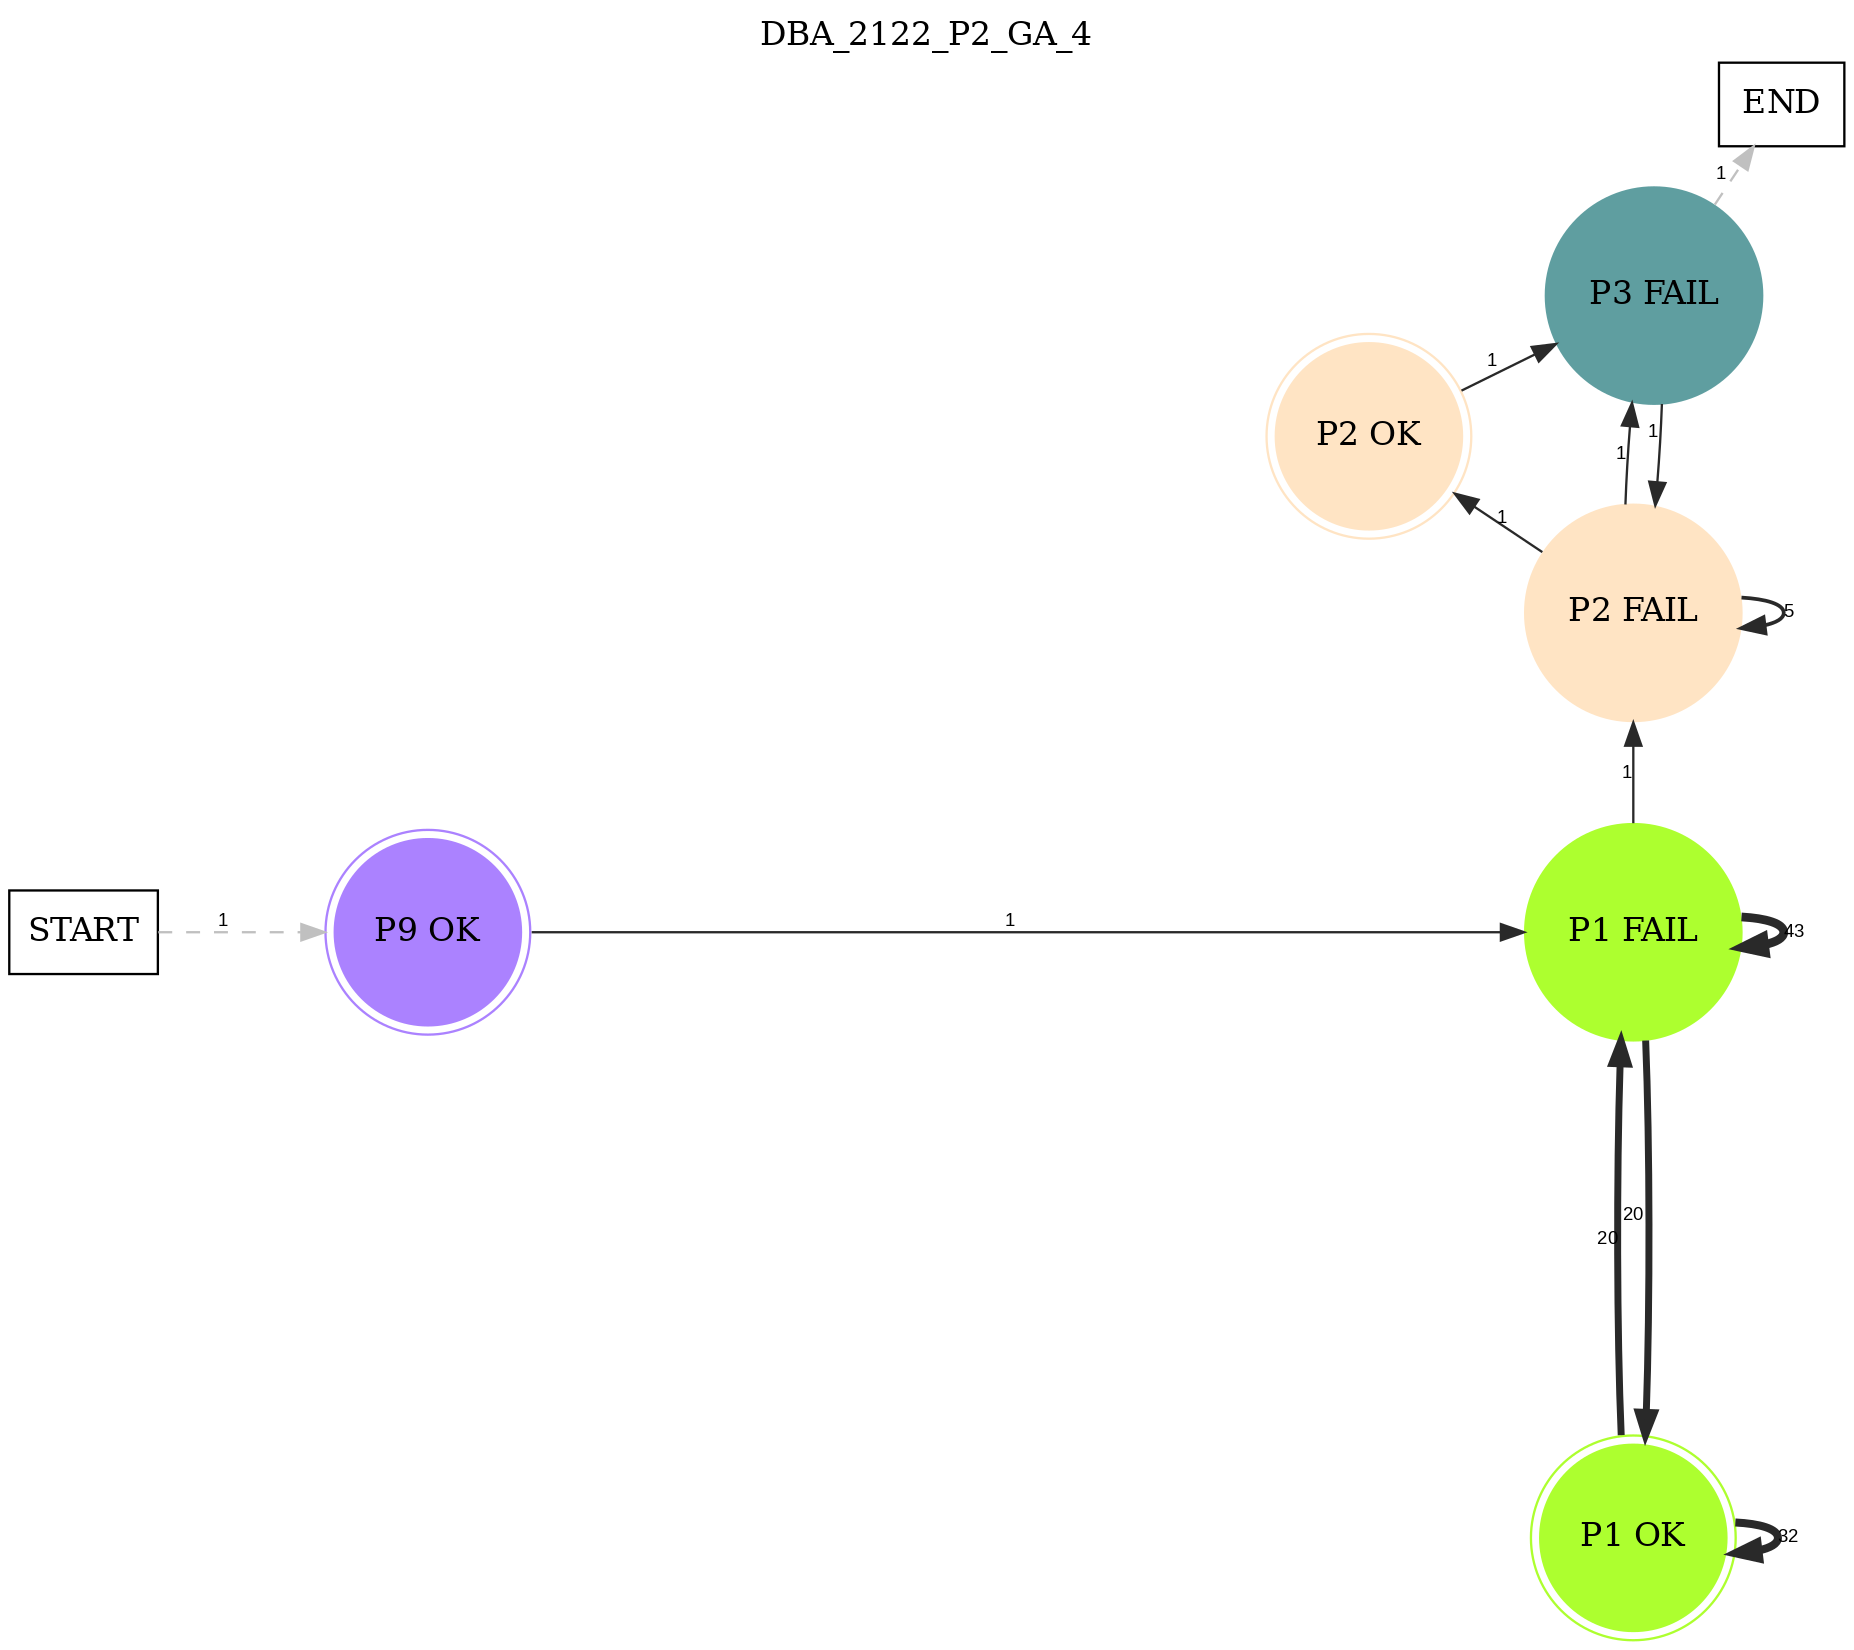 DBA_2122_P2_GA_4
END
1
P3 FAIL
1
P2 OK
1
1
1
P2 FAIL
5
1
START
1
P9 OK
1
P1 FAIL
43
20
20
P1 OK
32